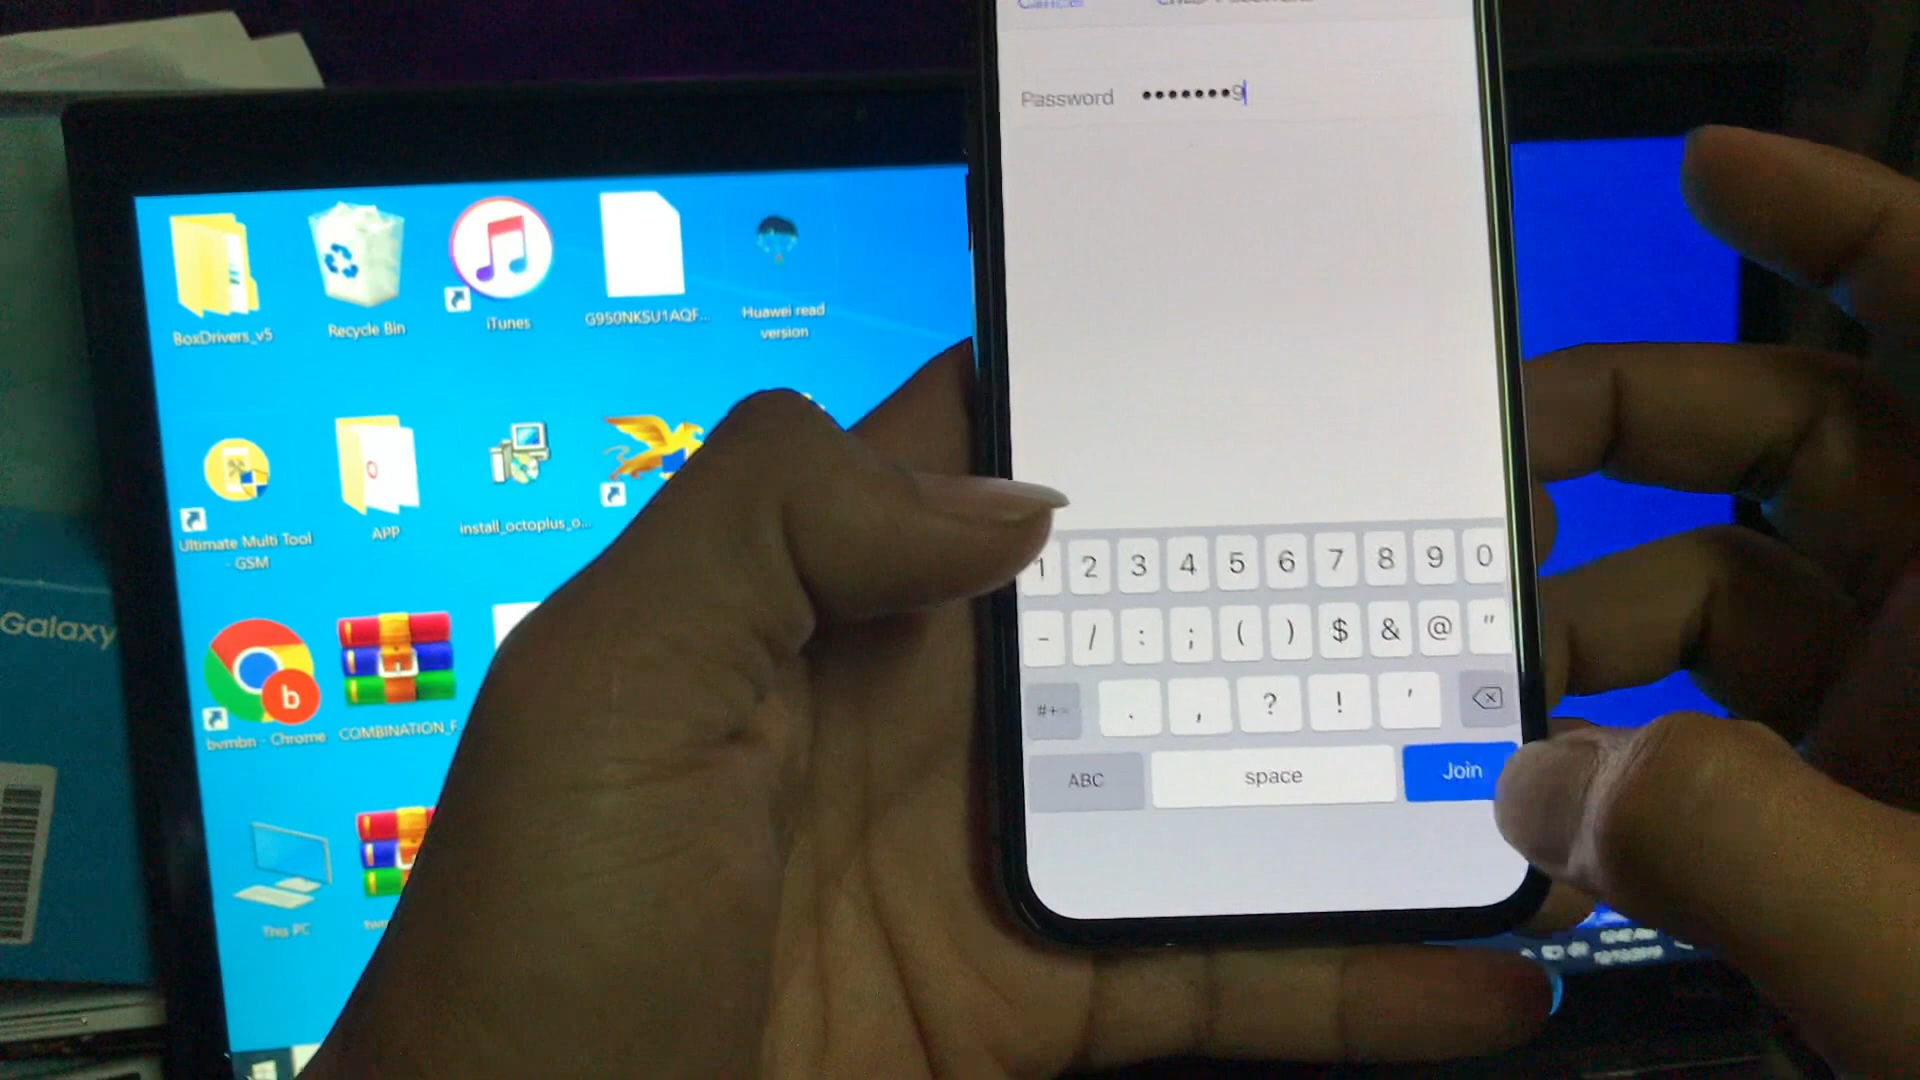 Cancel
Password •••••••9
BoxDrivers_v5
Recycle Bin
iTunes
G950NKSU1AQF...
Huawei read
version
Ultimate Multi Tool
- GSM
APP
install_octoplus_o...
Galaxy
b
bvmbn - Chrome
COMBINATION_F
This PC
1 2 3 4 5 6 7 8 9 0
- / : ; ( ) $ & @ "
#+= . , ? ! '
ABC space Join